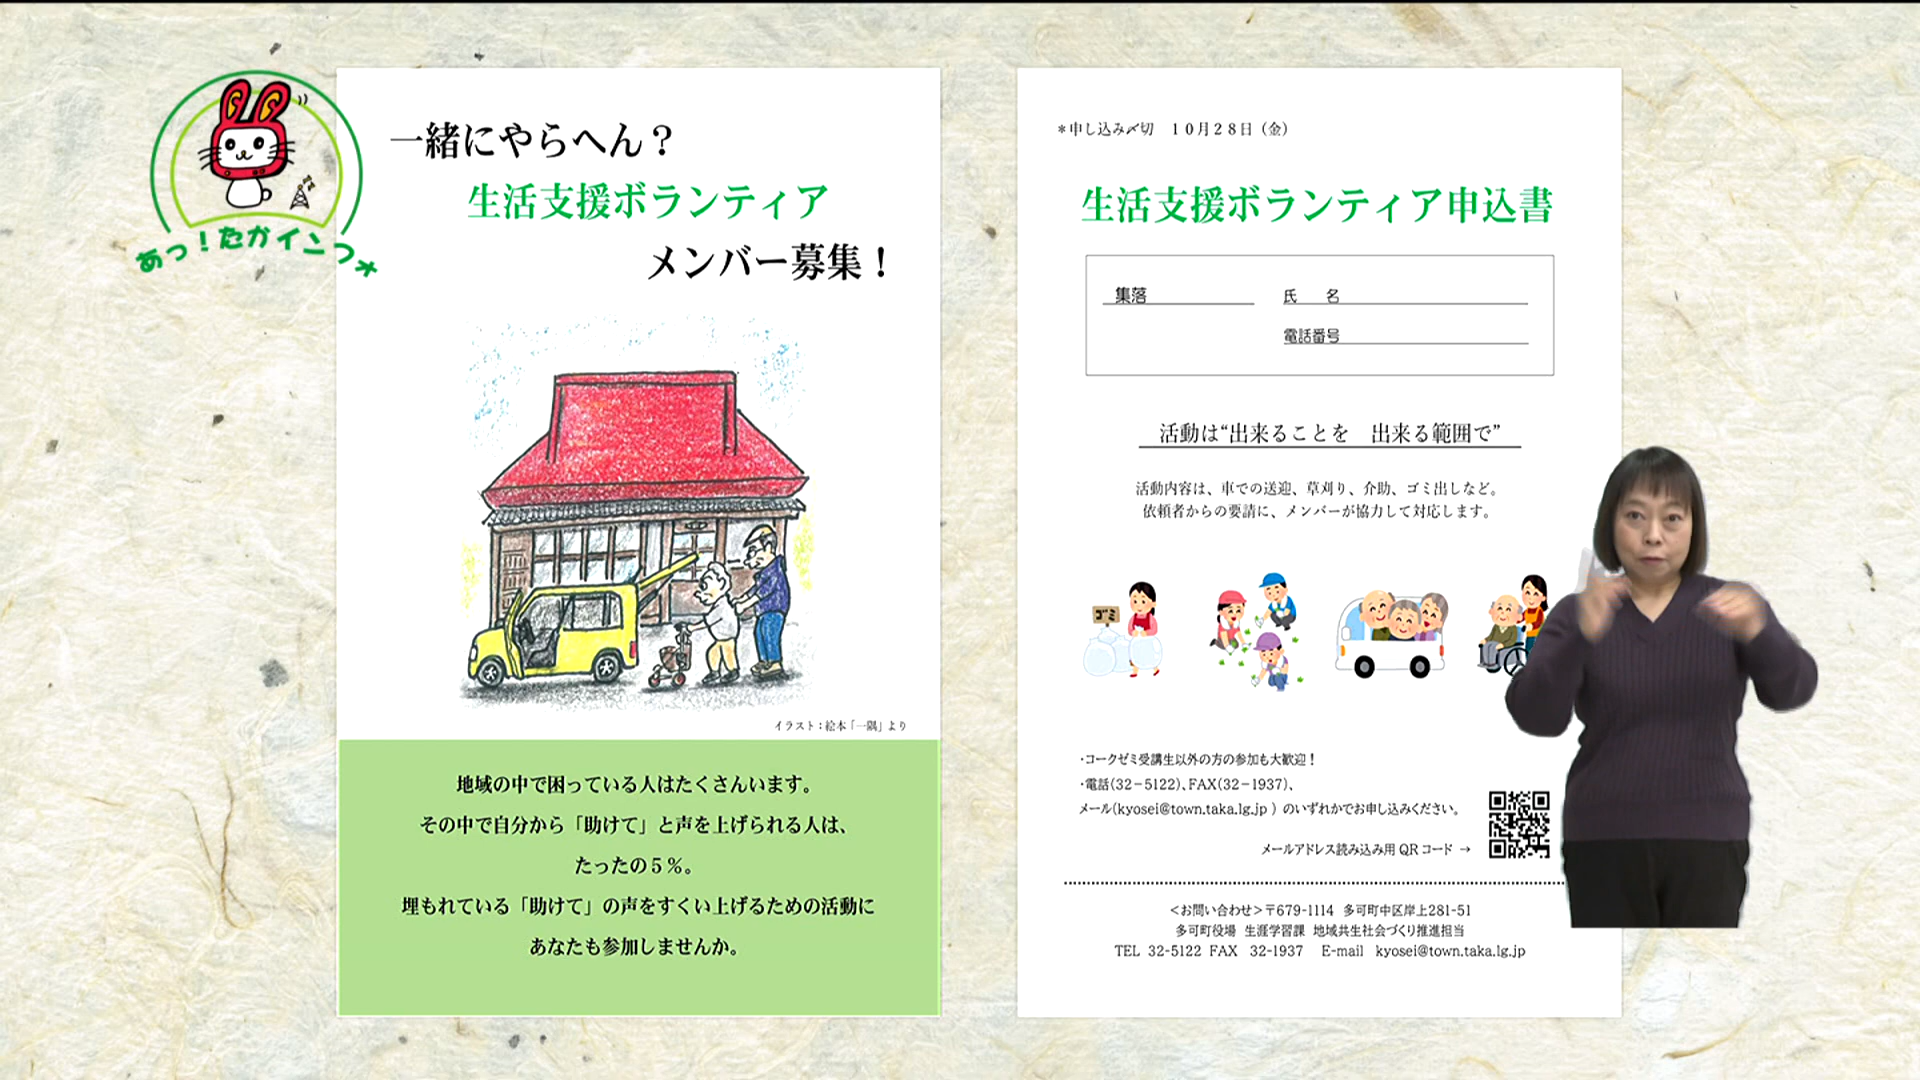 あっ！たかインフォ
一緒にやらへん？
生活支援ボランティア
メンバー募集！
イラスト：絵本「一隅」より
地域の中で困っている人はたくさんいます。
その中で自分から「助けて」と声を上げられる人は、
たったの５％。
埋もれている「助けて」の声をすくい上げるための活動に
あなたも参加しませんか。
＊申し込み〆切　１０月２８日（金）
生活支援ボランティア申込書
集落
氏　名
電話番号
活動は“出来ることを　出来る範囲で”
活動内容は、車での送迎、草刈り、介助、ゴミ出しなど。
依頼者からの要請に、メンバーが協力して対応します。
ゴミ
・コークゼミ受講生以外の方の参加も大歓迎！
・電話（32－5122）、FAX（32－1937）、
メール（kyosei@town.taka.lg.jp ）のいずれかでお申し込みください。
メールアドレス読み込み用 QR コード →
＜お問い合わせ＞〒679-1114 多可町中区岸上281-51
多可町役場 生涯学習課 地域共生社会づくり推進担当
TEL 32-5122 FAX 32-1937 E-mail kyosei@town.taka.lg.jp